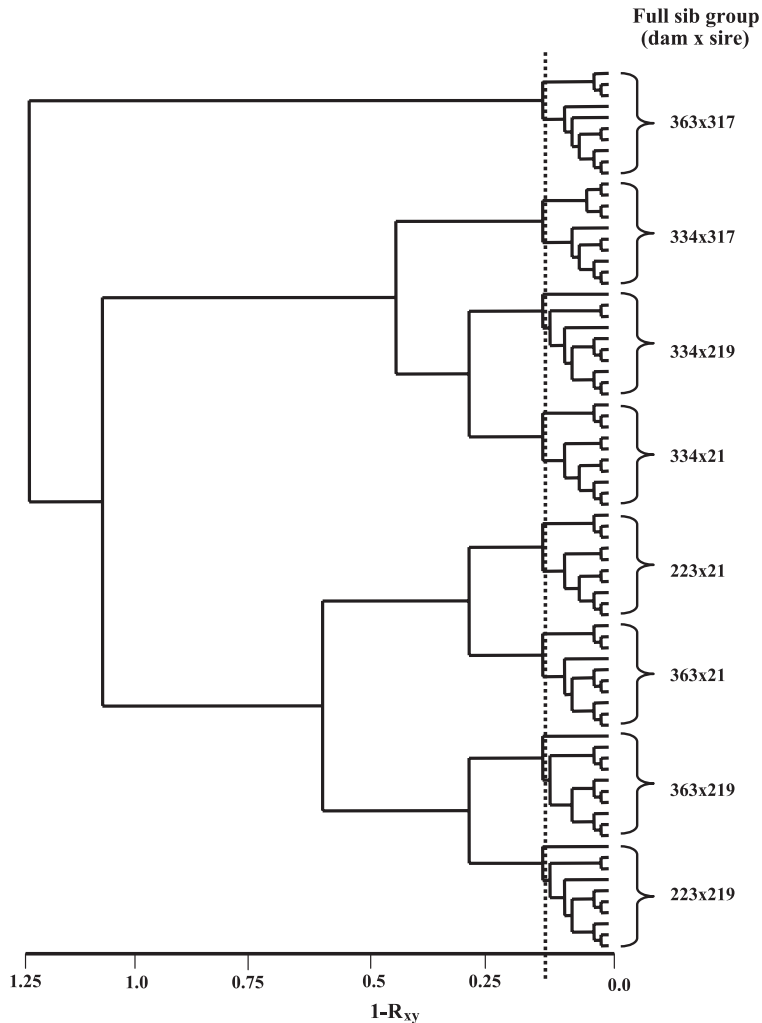 Full sib group
(dam x sire)
363x317
334x317
334x219
334x21
223x21
363x21
363x219
223x219
1.25 1.0 0.75 0.5 0.25 0.0
1-Rxy